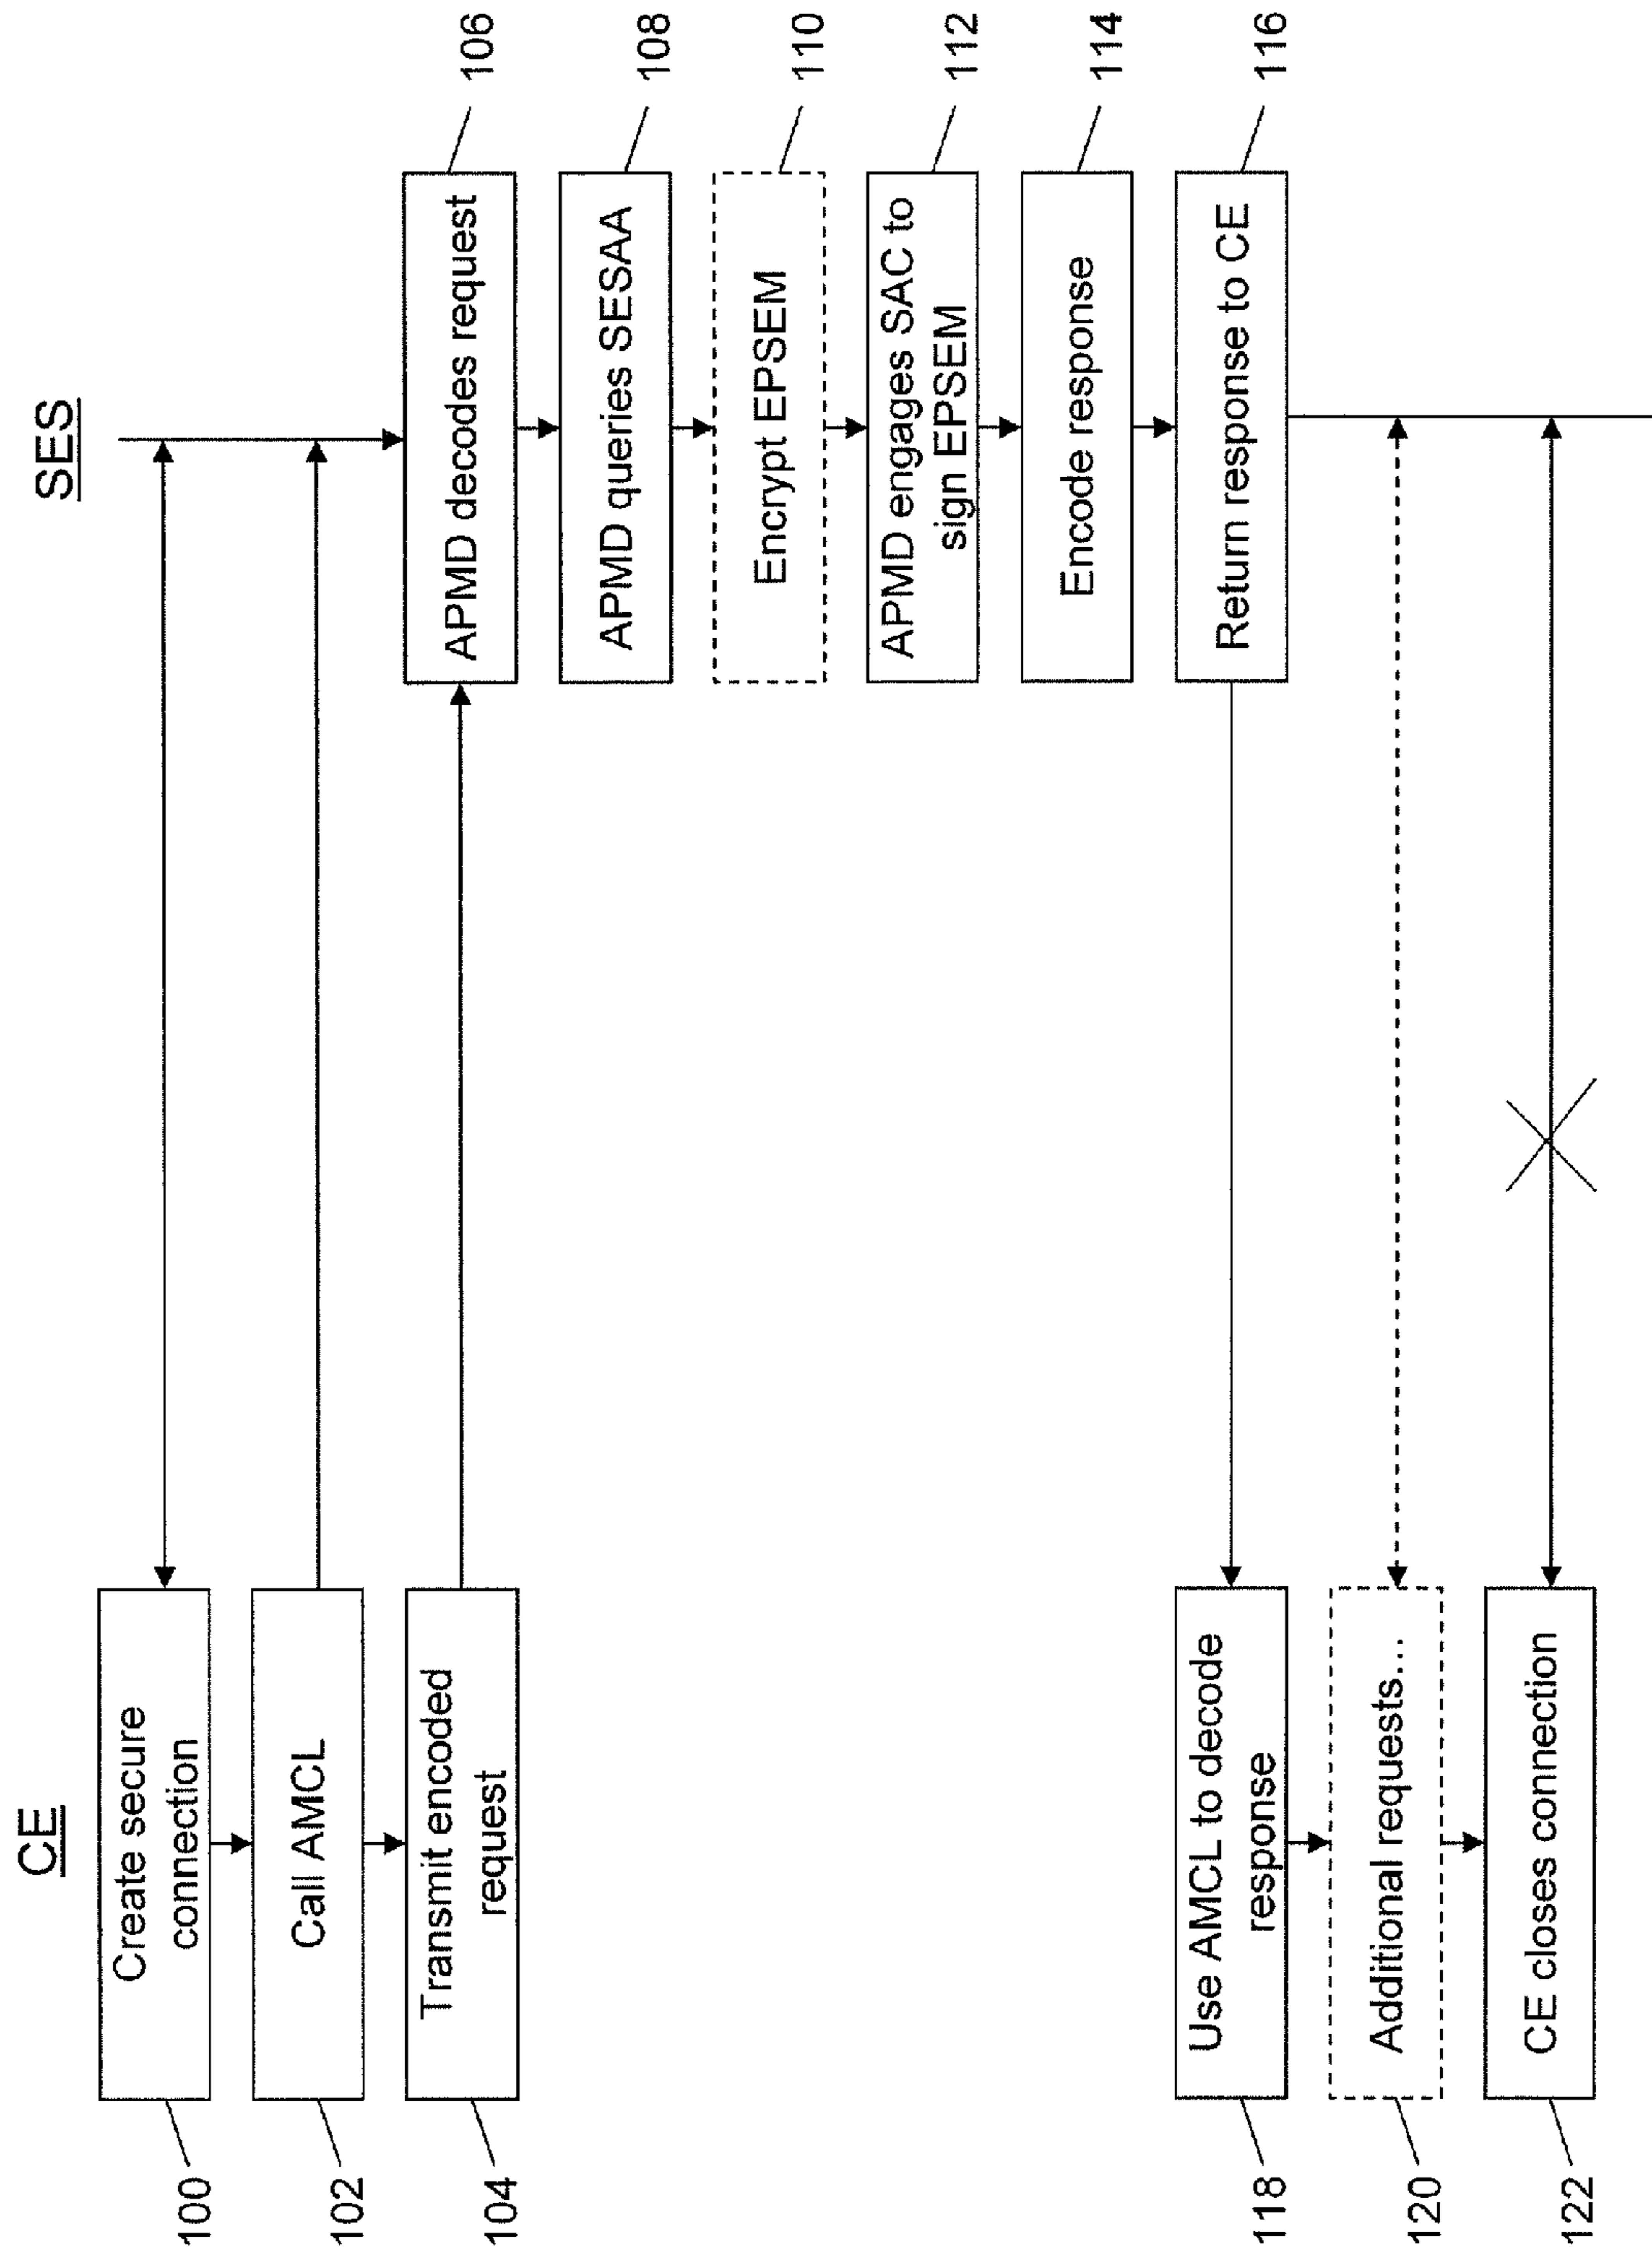 CE
SES
Create secure
connection
100
Call AMCL
102
Transmit encoded
request
104
APMD decodes request
106
APMD queries SESAA
108
Encrypt EPSEM
110
APMD engages SAC to
sign EPSEM
112
Encode response
114
Return response to CE
116
Use AMCL to decode
response
118
Additional requests...
120
CE closes connection
122